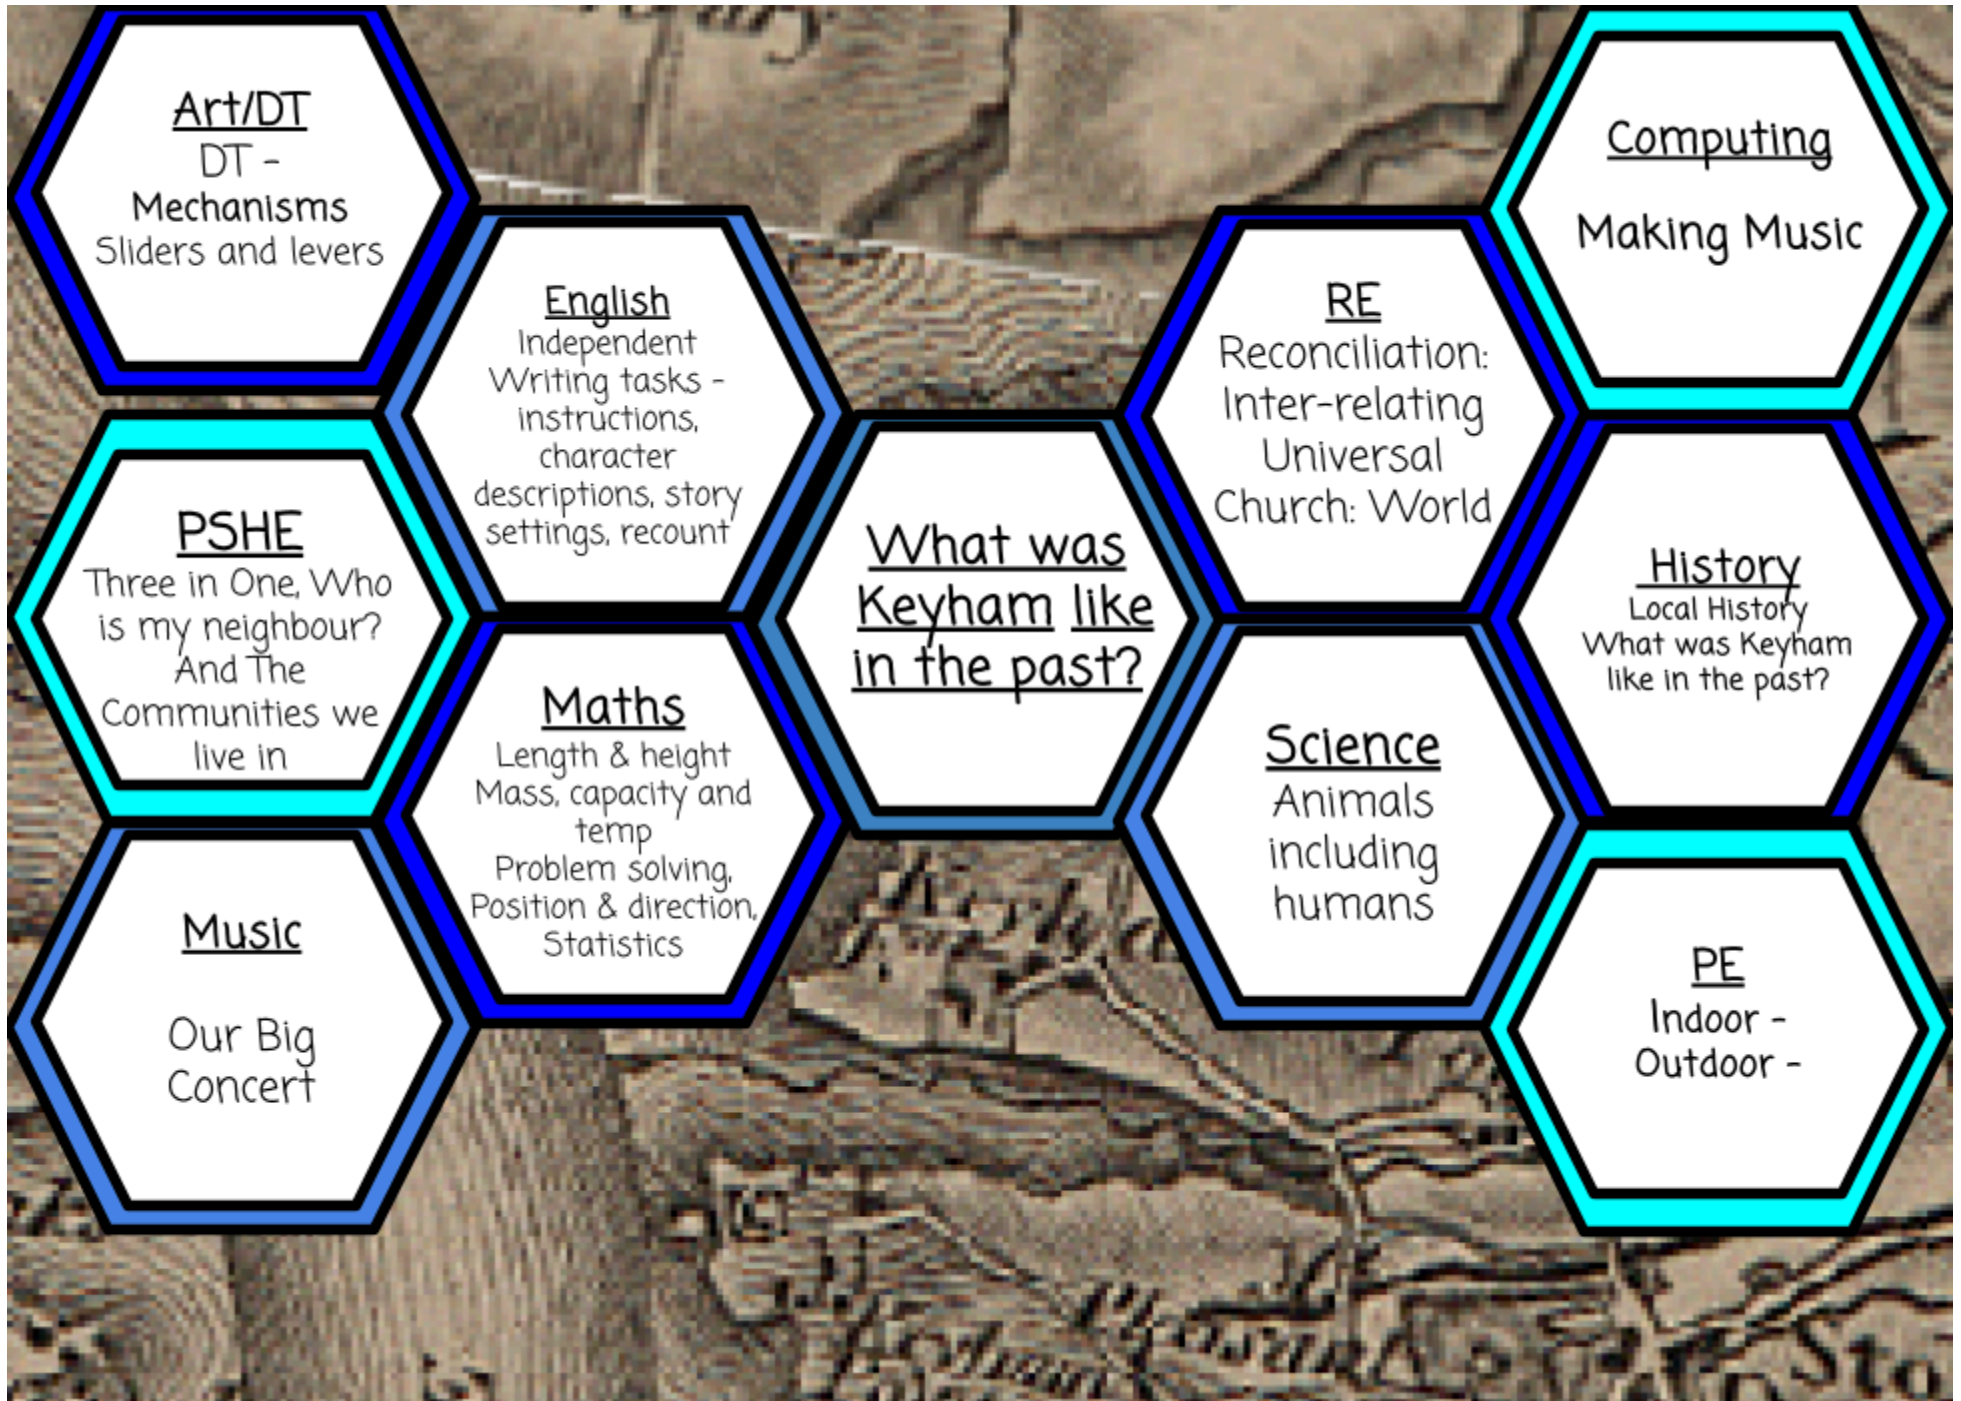 Art/DT
DT -
Mechanisms
Sliders and levers
English
Independent
Writing tasks -
instructions,
character
descriptions, story
settings, recount
PSHE
Three in One, Who
is my neighbour?
And The
Communities we
live in
Maths
Length & height
Mass, capacity and
temp
Problem solving,
Position & direction,
Statistics
Music
Our Big
Concert
What was
Keyham like
in the past?
RE
Reconciliation:
Inter-relating
Universal
Church: World
Computing
Making Music
History
Local History
What was Keyham
like in the past?
Science
Animals
including
humans
PE
Indoor -
Outdoor -